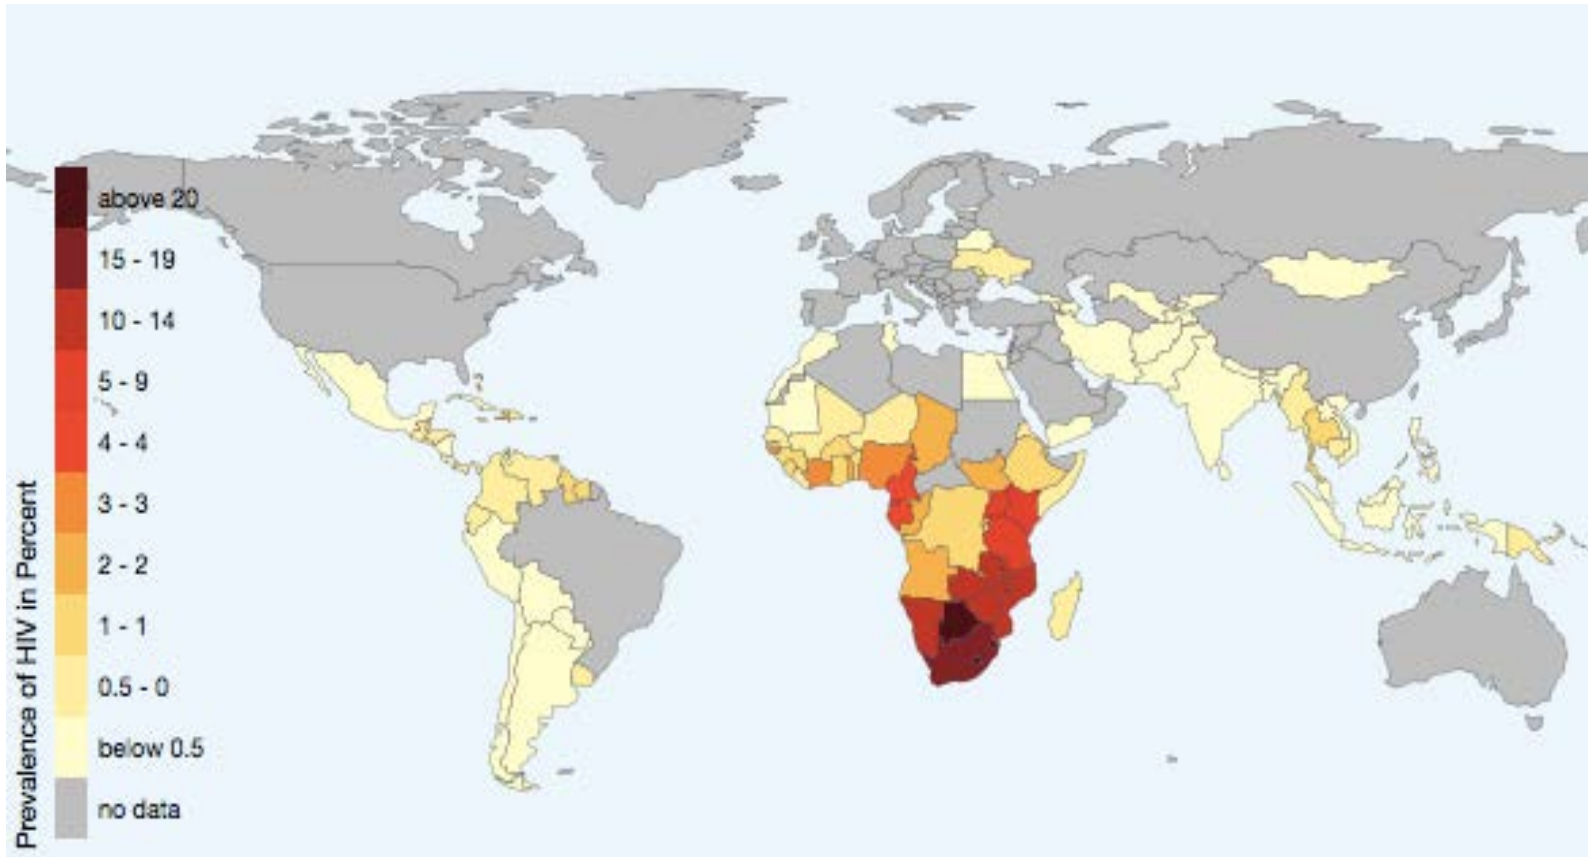 Prevalence of HIV in Percent
above 20
15 - 19
10 - 14
5 - 9
4 - 4
3 - 3
2 - 2
1 - 1
0.5 - 0
below 0.5
no data